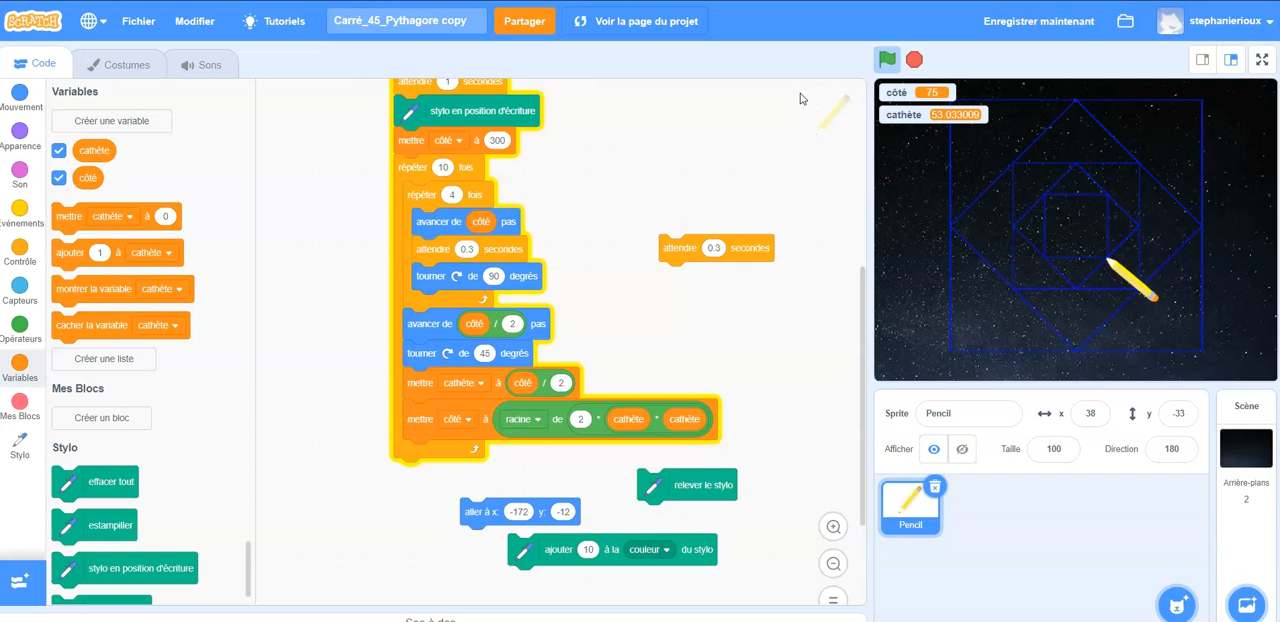 SCRATCH
Fichier
Modifier
Tutoriels
Carré_45_Pythagore copy
Partager
Voir la page du projet
Enregistrer maintenant
stephanierioux
Code
Costumes
Sons
Mouvement
Apparence
Son
Événements
Contrôle
Capteurs
Opérateurs
Variables
Mes Blocs
Stylo
Variables
Créer une variable
cathète
côté
mettre cathète à 0
ajouter 1 à cathète
montrer la variable cathète
cacher la variable cathète
Créer une liste
Mes Blocs
Créer un bloc
Stylo
effacer tout
estampiller
stylo en position d'écriture
attendre 1 secondes
stylo en position d'écriture
mettre côté à 300
répéter 10 fois
répéter 4 fois
avancer de côté pas
attendre 0.3 secondes
tourner de 90 degrés
avancer de côté / 2 pas
tourner de 45 degrés
mettre cathète à côté / 2
mettre côté à racine de 2 * cathète * cathète
attendre 0.3 secondes
relever le stylo
aller à x: -172 y: -12
ajouter 10 à la couleur du stylo
Sac à dos
côté 75
cathète 53.033009
Sprite Pencil x 38 y -33
Afficher Taille 100 Direction 180
Pencil
Scène
Arrière-plans
2